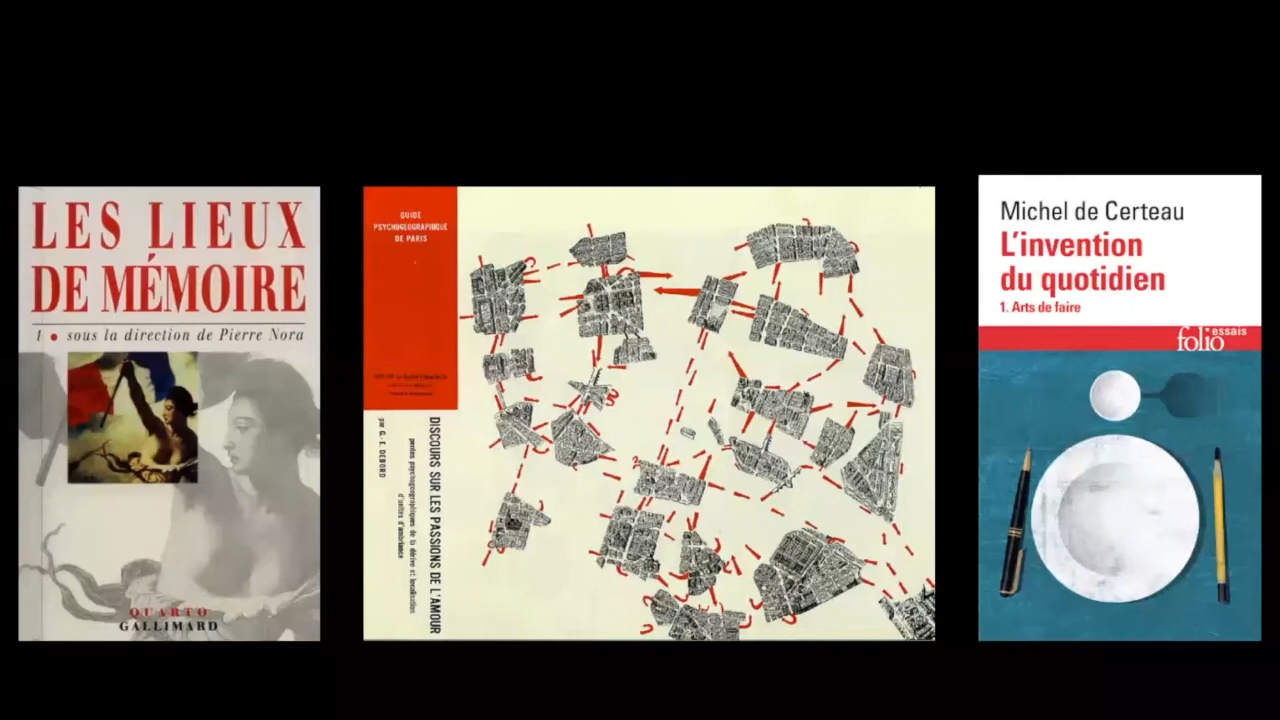 LES LIEUX
DE MÉMOIRE
1 • sous la direction de Pierre Nora
QUARTO
GALLIMARD
GUIDE
PSYCHOGEOGRAPHIQUE
DE PARIS
DISCOURS SUR LES PASSIONS DE L'AMOUR
pentes psychogéographiques de la dérive et localisation
d'unités d'ambiance
par G.-E. DEBORD
Michel de Certeau
L'invention
du quotidien
1. Arts de faire
folio essais